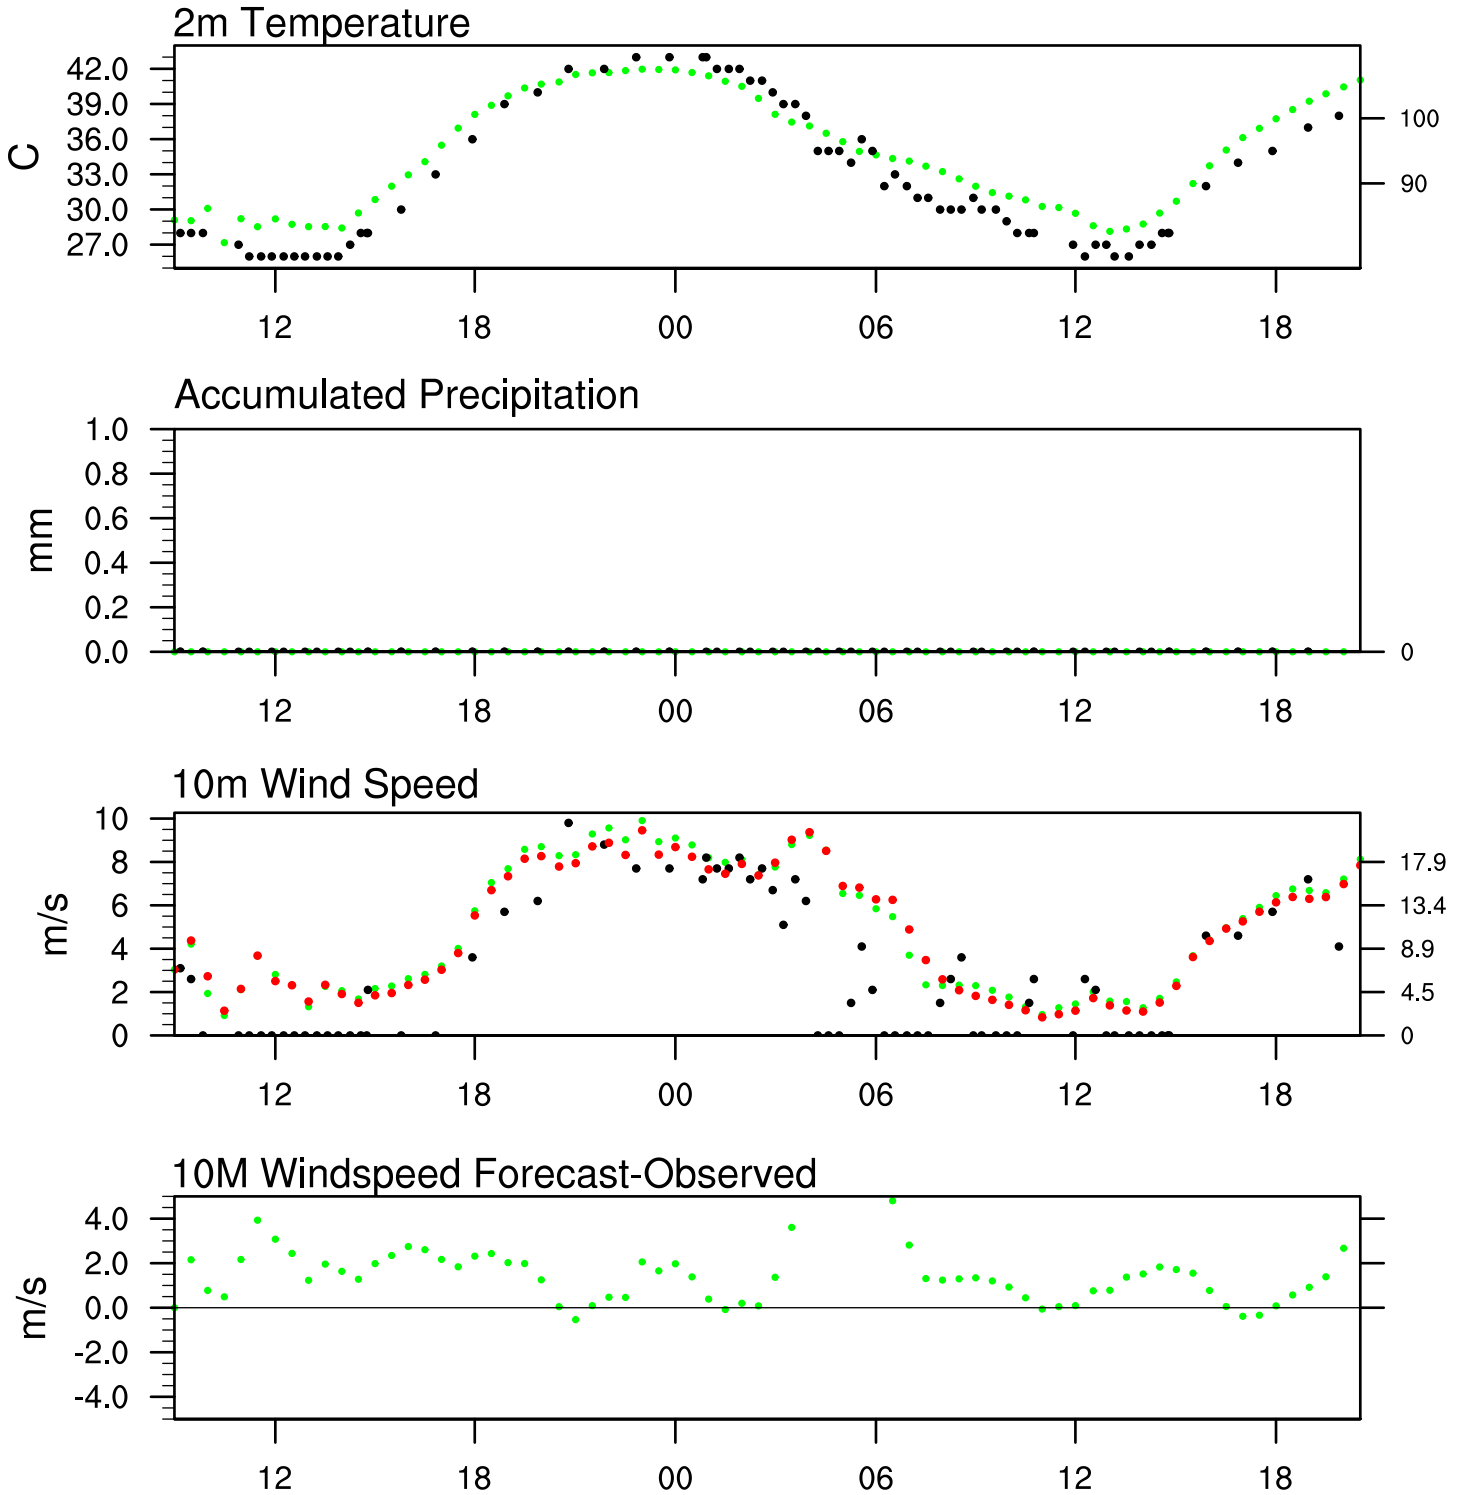 2m Temperature
42.0
39.0
36.0
33.0
30.0
27.0
C
100
90
12 18 00 06 12 18
Accumulated Precipitation
1.0
0.8
0.6
0.4
0.2
0.0
mm
0
12 18 00 06 12 18
10m Wind Speed
10
8
6
4
2
0
m/s
17.9
13.4
8.9
4.5
0
12 18 00 06 12 18
10M Windspeed Forecast-Observed
4.0
2.0
0.0
-2.0
-4.0
m/s
12 18 00 06 12 18